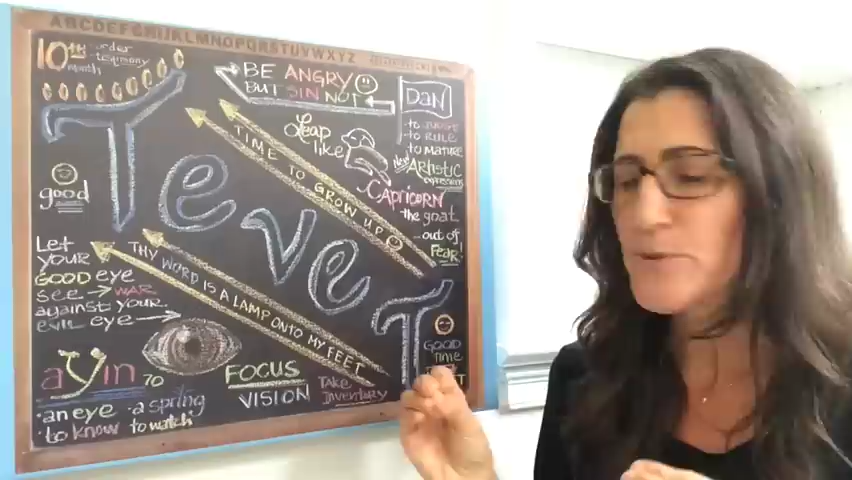 ABCDEFGHIJKLMNOPQRSTUVWXYZ
10TH order
testimony
month
BE ANGRY
BUT SIN NOT
DaN
to JUDGE
to RULE
to MATURE
New
Artistic
expressions
Leap
like
CAPRICORN
the goat
out of
Fear!
TIME TO GROW UP
good
TeVeT
Let
YOUR
GOOD eye
see → WAR
against YOUR
evil eye
THY WORD IS A LAMP ONTO MY FEET
ayin 70
FOCUS
VISION
TAKE
INVENTORY
GOOD
Time
• an eye • a spring
• to know to watch